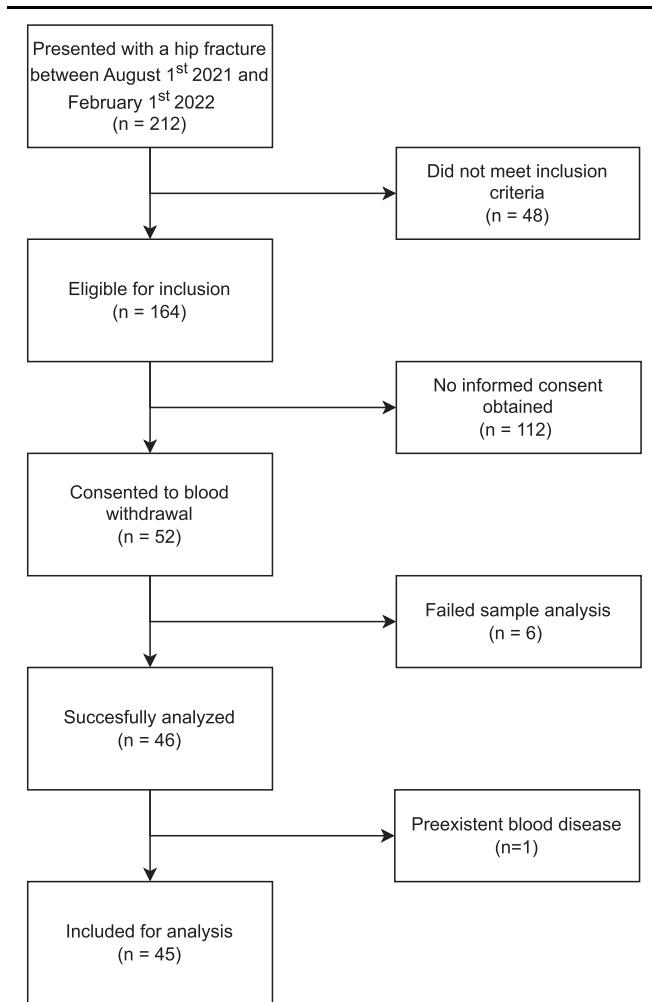 Presented with a hip fracture
between August 1st 2021 and
February 1st 2022
(n = 212)
Did not meet inclusion
criteria
(n = 48)
Eligible for inclusion
(n = 164)
No informed consent
obtained
(n = 112)
Consented to blood
withdrawal
(n = 52)
Failed sample analysis
(n = 6)
Succesfully analyzed
(n = 46)
Preexistent blood disease
(n=1)
Included for analysis
(n = 45)